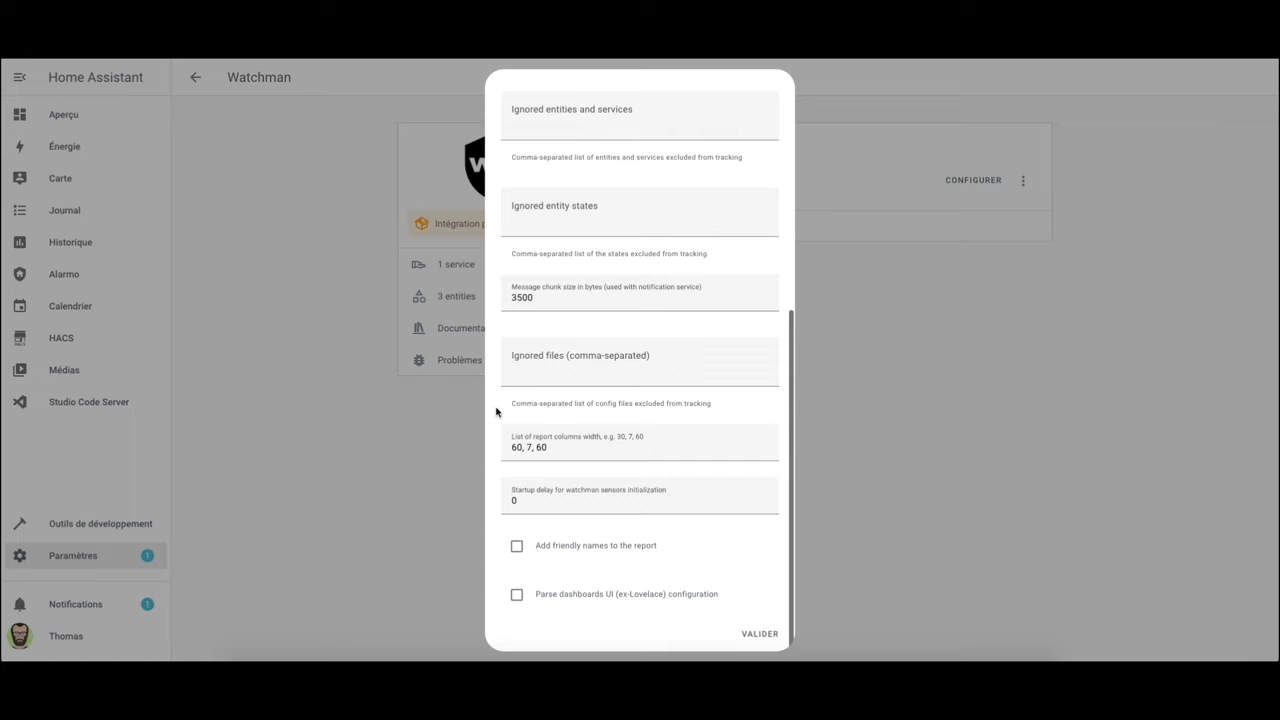 Home Assistant
Watchman
Aperçu
Énergie
Carte
Journal
Historique
Alarmo
Calendrier
HACS
HACS
Médias
Studio Code Server
Outils de développement
Paramètres 1
Notifications 1
Thomas
W
Intégration p
1 service
3 entities
Documenta
Problèmes
CONFIGURER
Ignored entities and services
Comma-separated list of entities and services excluded from tracking
Ignored entity states
Comma-separated list of the states excluded from tracking
Message chunk size in bytes (used with notification service)
3500
Ignored files (comma-separated)
Comma-separated list of config files excluded from tracking
List of report columns width, e.g. 30, 7, 60
60, 7, 60
Startup delay for watchman sensors initialization
0
Add friendly names to the report
Parse dashboards UI (ex-Lovelace) configuration
VALIDER